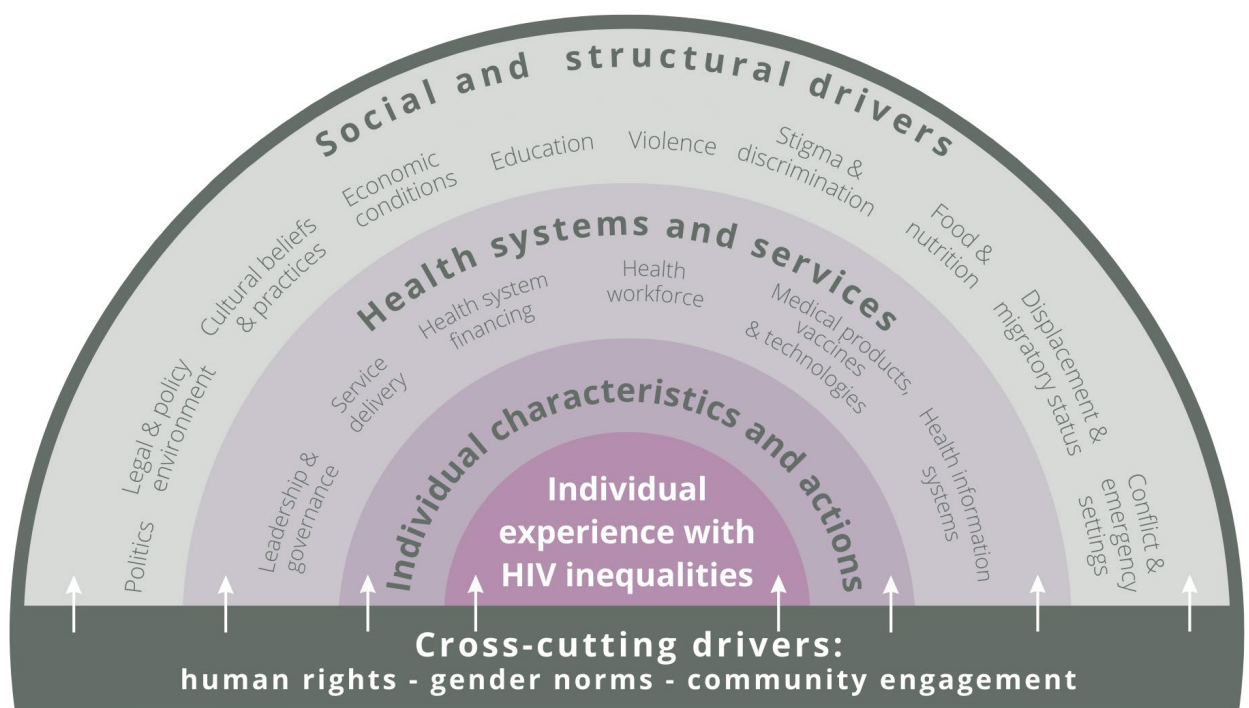 Social and structural drivers
Politics
Legal & policy
environment
Cultural beliefs
& practices
Economic
conditions
Education
Violence
Stigma &
discrimination
Food &
nutrition
Displacement &
migratory status
Conflict &
emergency
settings
Health systems and services
Leadership &
governance
Service
delivery
Health system
financing
Health
workforce
Medical products,
vaccines
& technologies
Health information
systems
Individual characteristics and actions
Individual
experience with
HIV inequalities
Cross-cutting drivers:
human rights - gender norms - community engagement